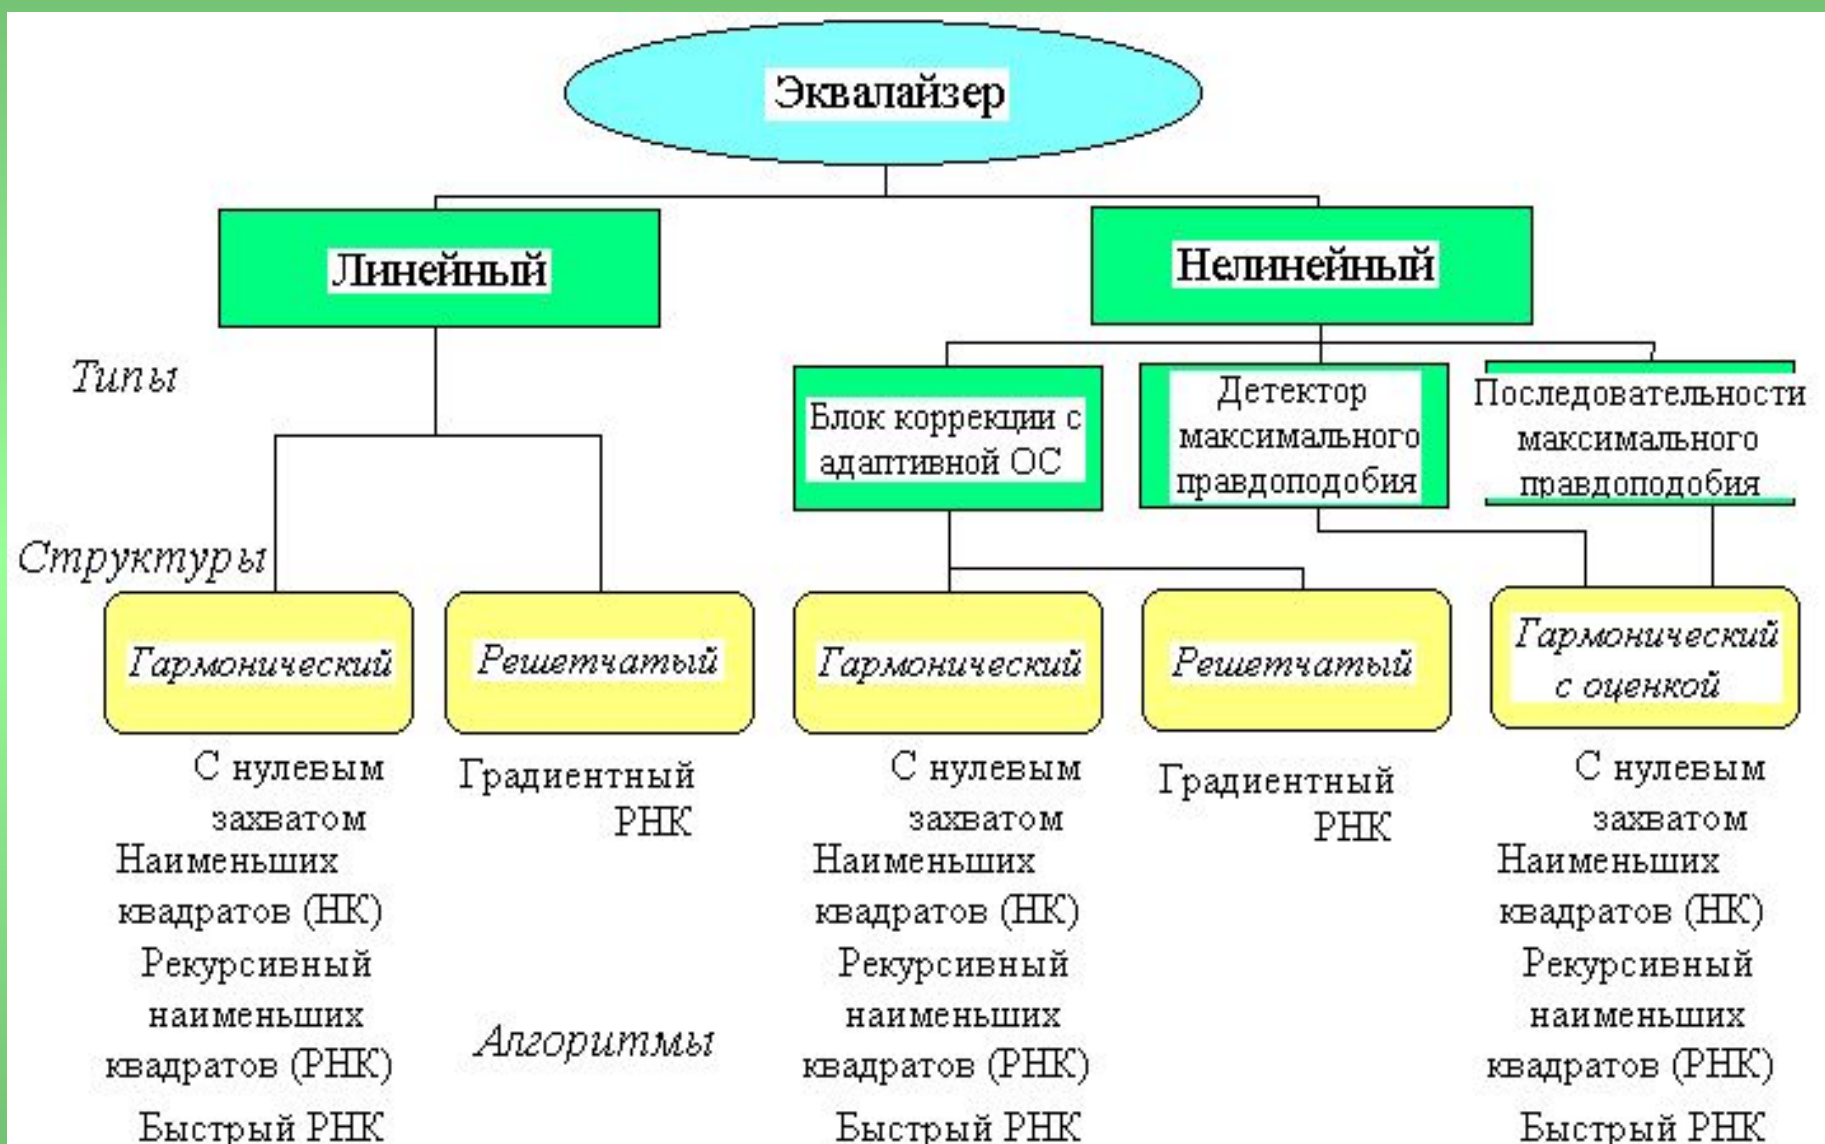 Эквалайзер
Линейный
Нелинейный
Типы
Блок коррекции с
адаптивной ОС
Детектор
максимального
правдоподобия
Последовательности
максимального
правдоподобия
Структуры
Гармонический
Решетчатый
Гармонический
Решетчатый
Гармонический
с оценкой
С нулевым
захватом
Наименьших
квадратов (НК)
Рекурсивный
наименьших
квадратов (РНК)
Быстрый РНК
Градиентный
РНК
Алгоритмы
С нулевым
захватом
Наименьших
квадратов (НК)
Рекурсивный
наименьших
квадратов (РНК)
Быстрый РНК
Градиентный
РНК
С нулевым
захватом
Наименьших
квадратов (НК)
Рекурсивный
наименьших
квадратов (РНК)
Быстрый РНК